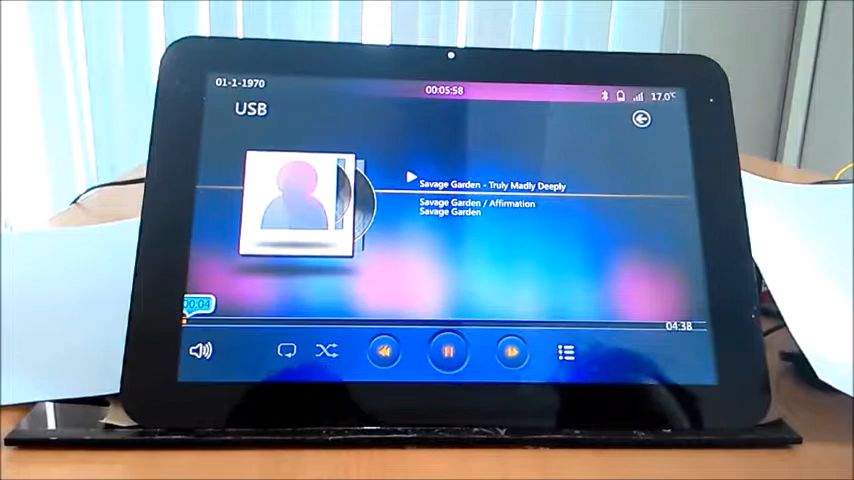 01-1-1970
00:05:58
17.0°C
USB
Savage Garden - Truly Madly Deeply
Savage Garden / Affirmation
Savage Garden
00:04
04:38